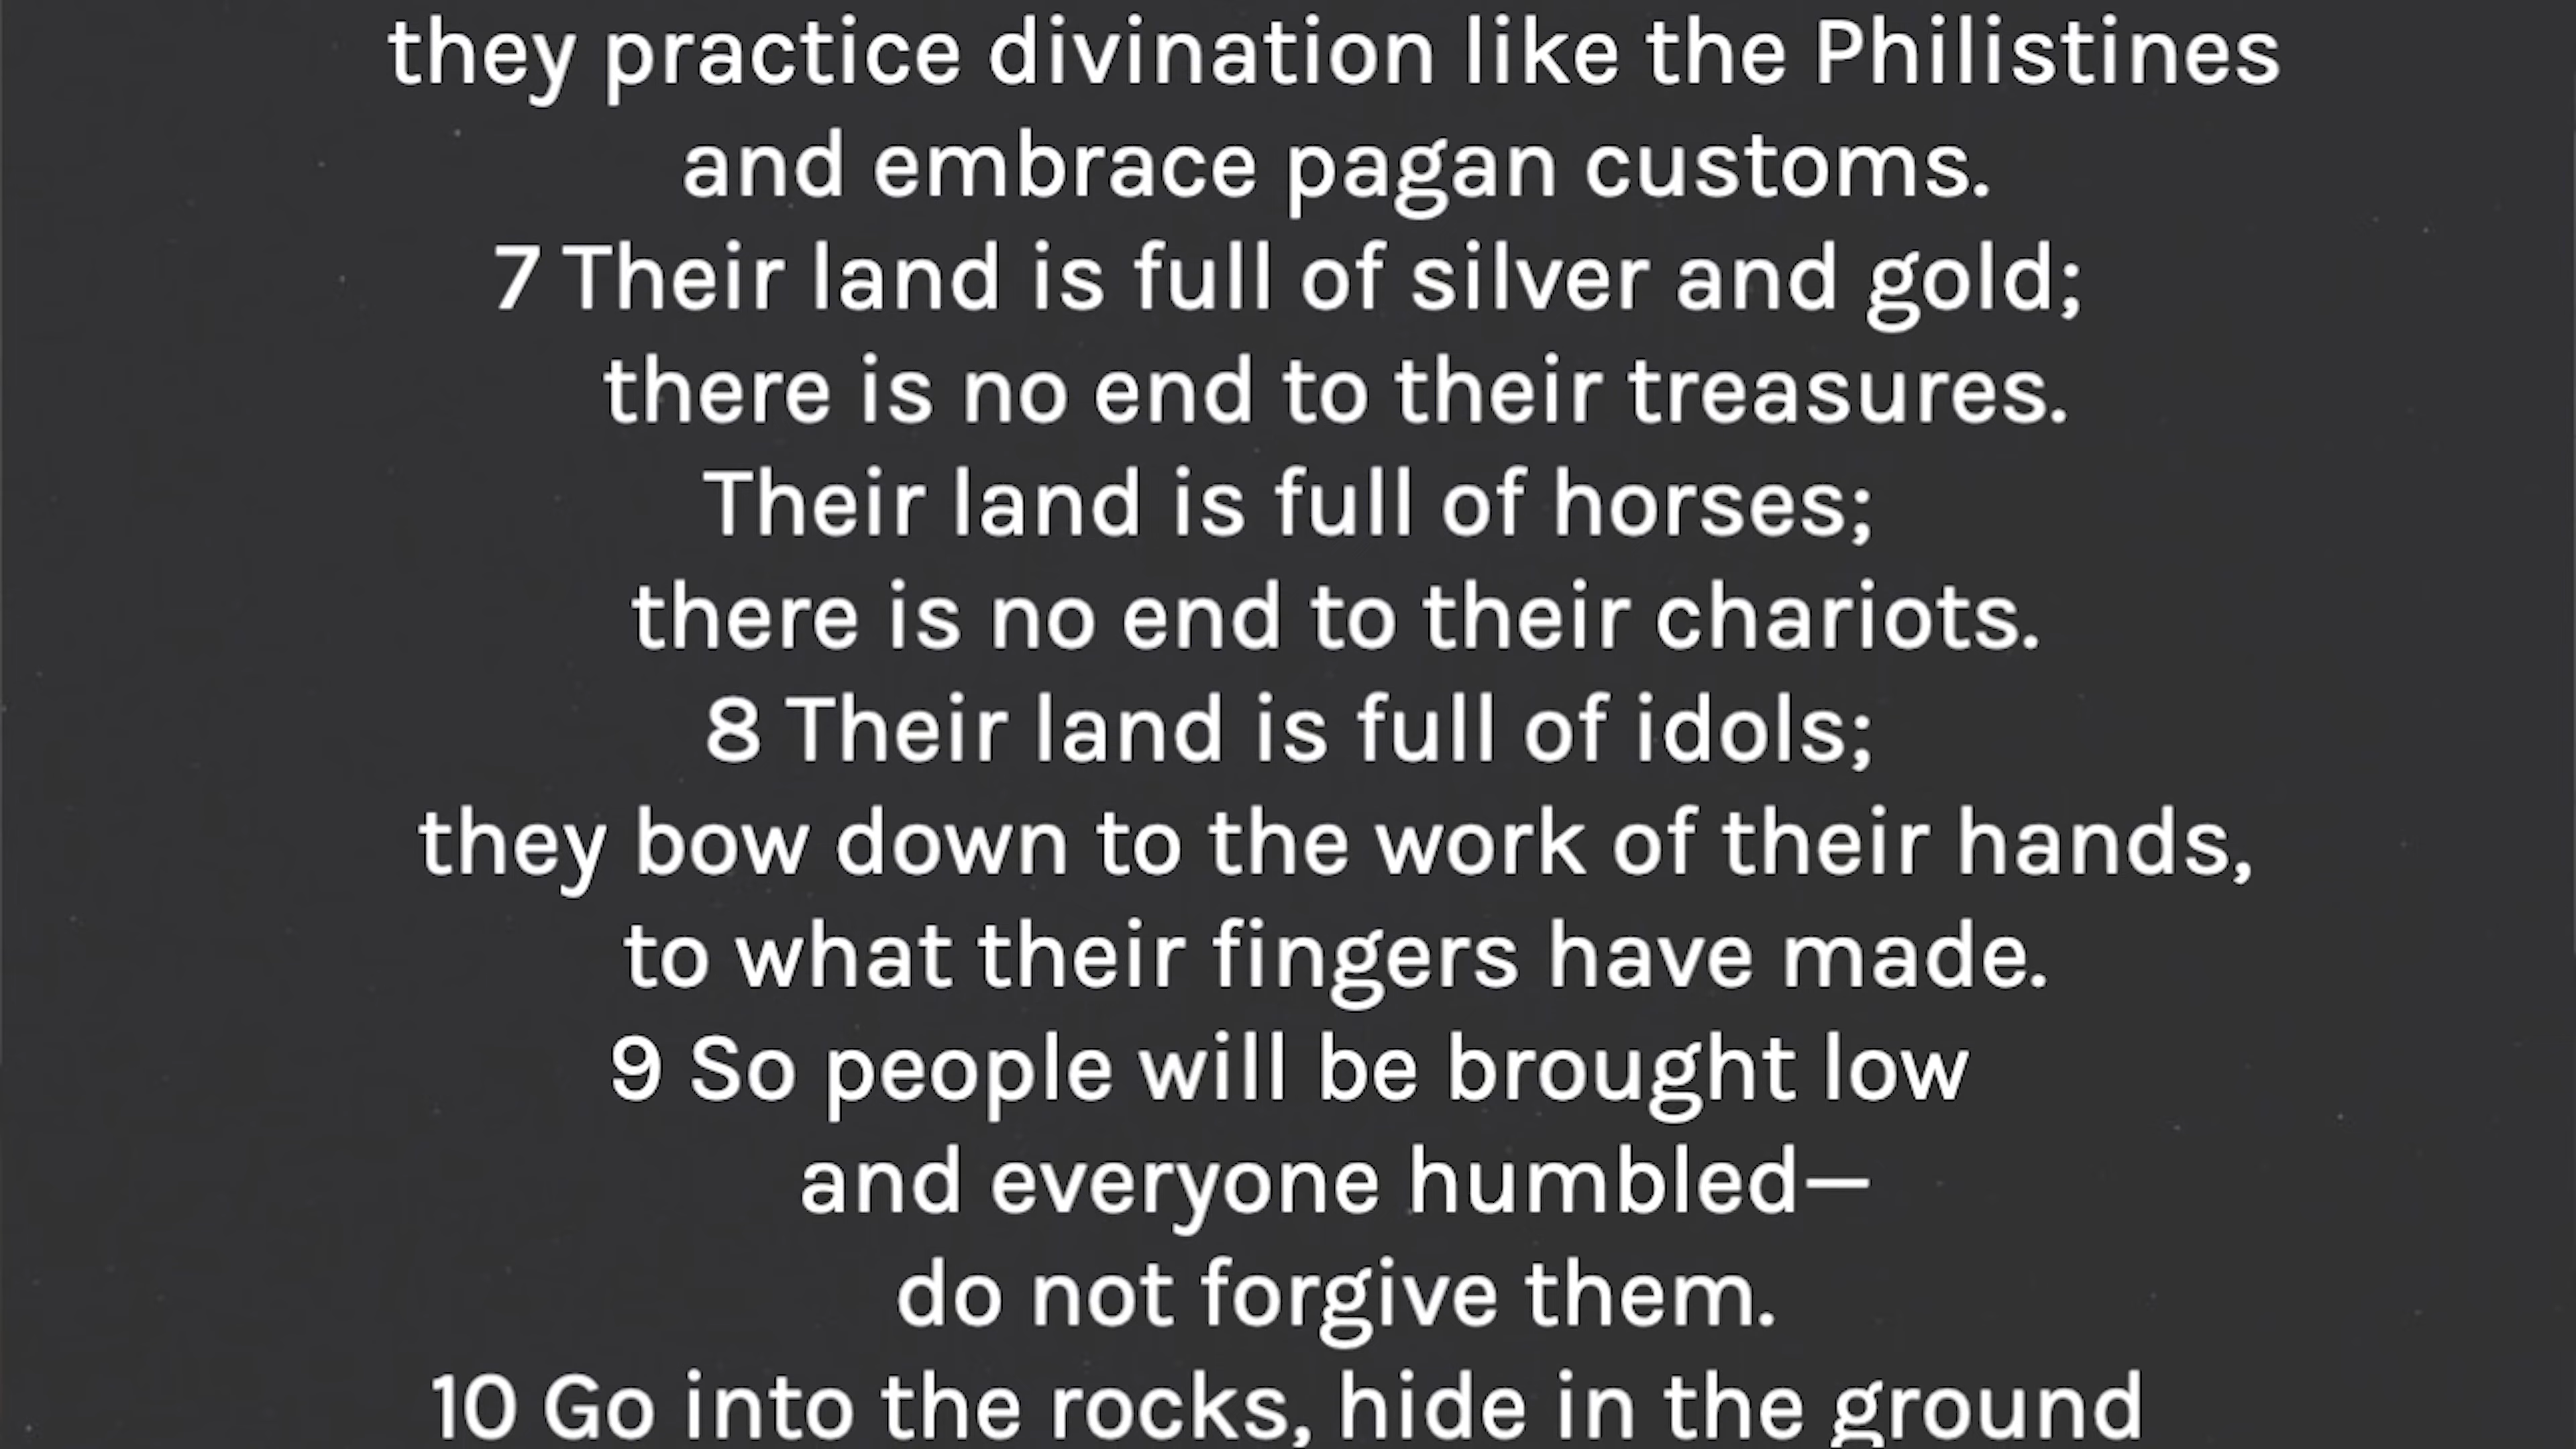 they practice divination like the Philistines
and embrace pagan customs.
7 Their land is full of silver and gold;
there is no end to their treasures.
Their land is full of horses;
there is no end to their chariots.
8 Their land is full of idols;
they bow down to the work of their hands,
to what their fingers have made.
9 So people will be brought low
and everyone humbled—
do not forgive them.
10 Go into the rocks, hide in the ground